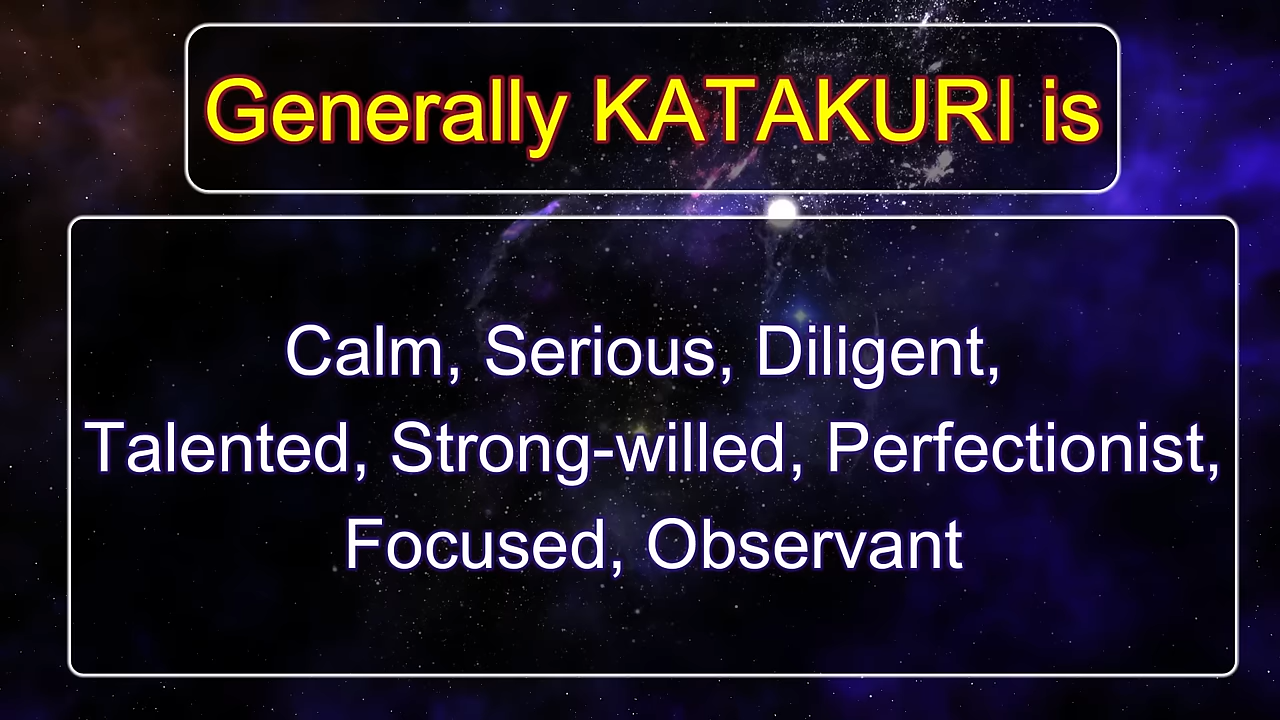 Generally KATAKURI is
Calm, Serious, Diligent,
Talented, Strong-willed, Perfectionist,
Focused, Observant